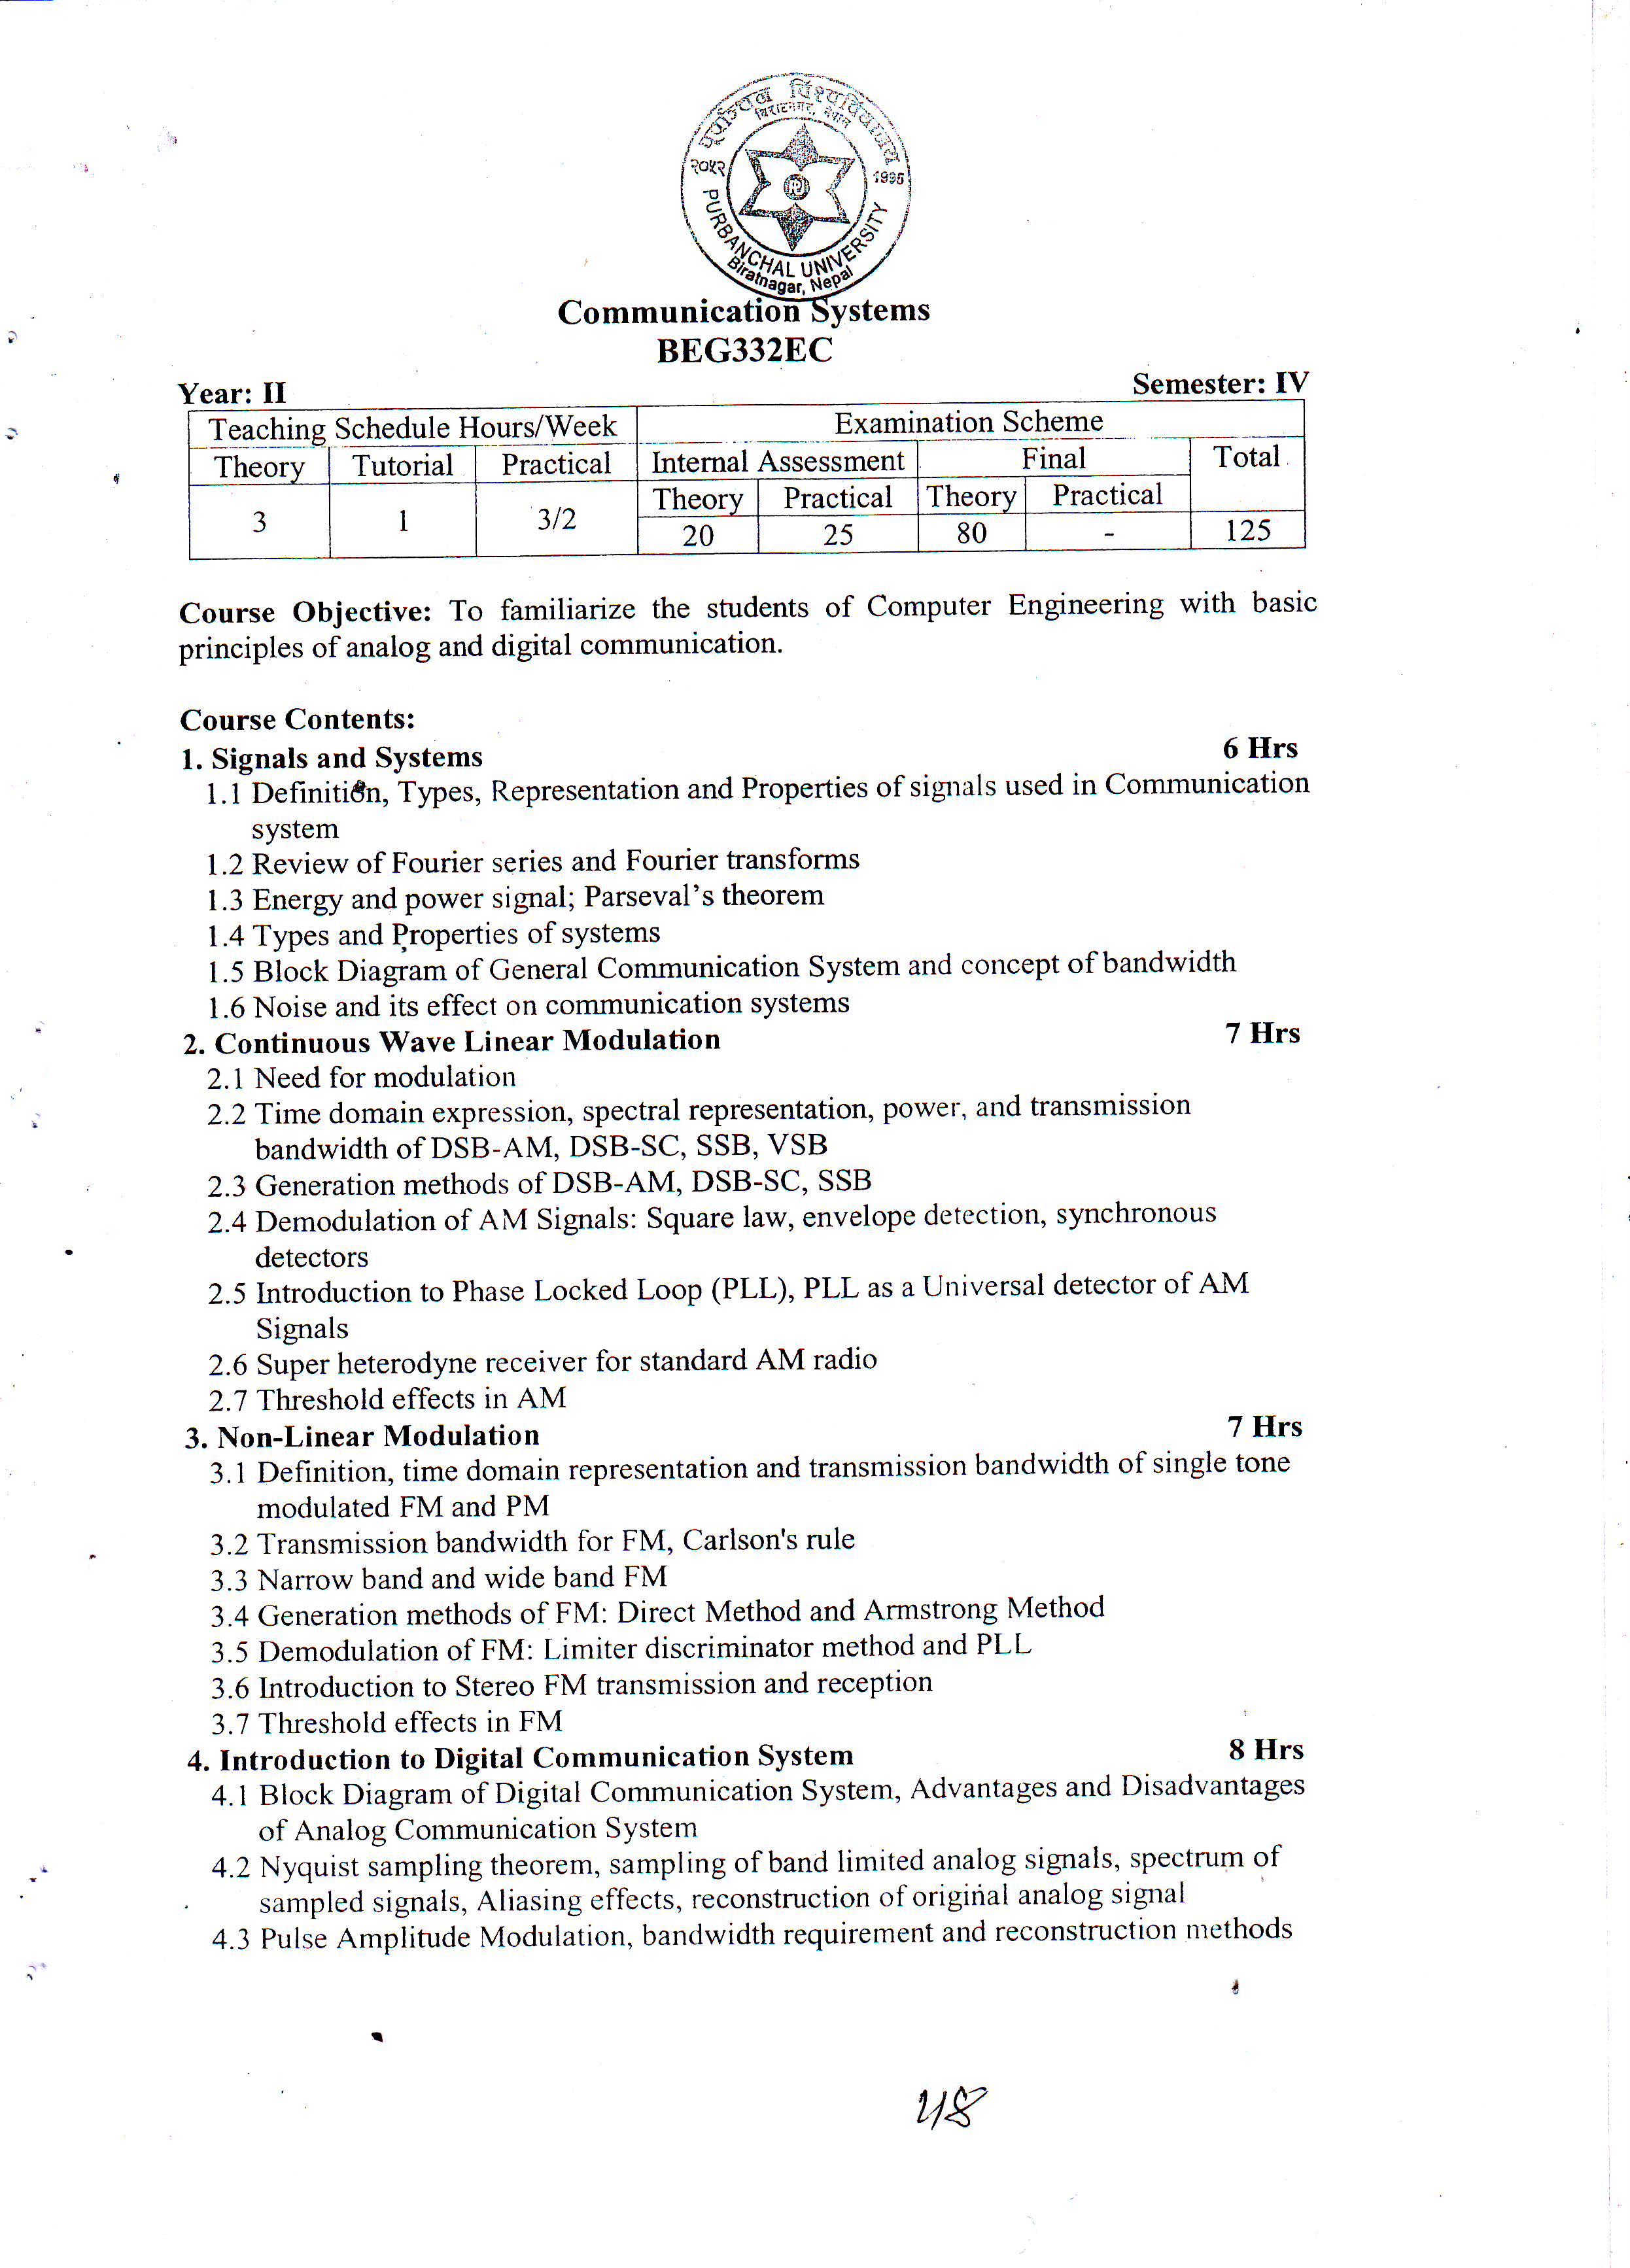 पूर्वाञ्चल विश्वविद्यालय
विराटनगर, नेपाल
२०५२
1995
PURBANCHAL UNIVERSITY
Biratnagar, Nepal
Communication Systems
BEG332EC
Year: II Semester: IV
Teaching Schedule Hours/Week Examination Scheme
Theory Tutorial Practical Internal Assessment Final Total
Theory Practical Theory Practical
3 1 3/2 20 25 80 - 125
Course Objective: To familiarize the students of Computer Engineering with basic
principles of analog and digital communication.
Course Contents:
1. Signals and Systems 6 Hrs
1.1 Definition, Types, Representation and Properties of signals used in Communication
system
1.2 Review of Fourier series and Fourier transforms
1.3 Energy and power signal; Parseval's theorem
1.4 Types and Properties of systems
1.5 Block Diagram of General Communication System and concept of bandwidth
1.6 Noise and its effect on communication systems
2. Continuous Wave Linear Modulation 7 Hrs
2.1 Need for modulation
2.2 Time domain expression, spectral representation, power, and transmission
bandwidth of DSB-AM, DSB-SC, SSB, VSB
2.3 Generation methods of DSB-AM, DSB-SC, SSB
2.4 Demodulation of AM Signals: Square law, envelope detection, synchronous
detectors
2.5 Introduction to Phase Locked Loop (PLL), PLL as a Universal detector of AM
Signals
2.6 Super heterodyne receiver for standard AM radio
2.7 Threshold effects in AM
3. Non-Linear Modulation 7 Hrs
3.1 Definition, time domain representation and transmission bandwidth of single tone
modulated FM and PM
3.2 Transmission bandwidth for FM, Carlson's rule
3.3 Narrow band and wide band FM
3.4 Generation methods of FM: Direct Method and Armstrong Method
3.5 Demodulation of FM: Limiter discriminator method and PLL
3.6 Introduction to Stereo FM transmission and reception
3.7 Threshold effects in FM
4. Introduction to Digital Communication System 8 Hrs
4.1 Block Diagram of Digital Communication System, Advantages and Disadvantages
of Analog Communication System
4.2 Nyquist sampling theorem, sampling of band limited analog signals, spectrum of
sampled signals, Aliasing effects, reconstruction of original analog signal
4.3 Pulse Amplitude Modulation, bandwidth requirement and reconstruction methods